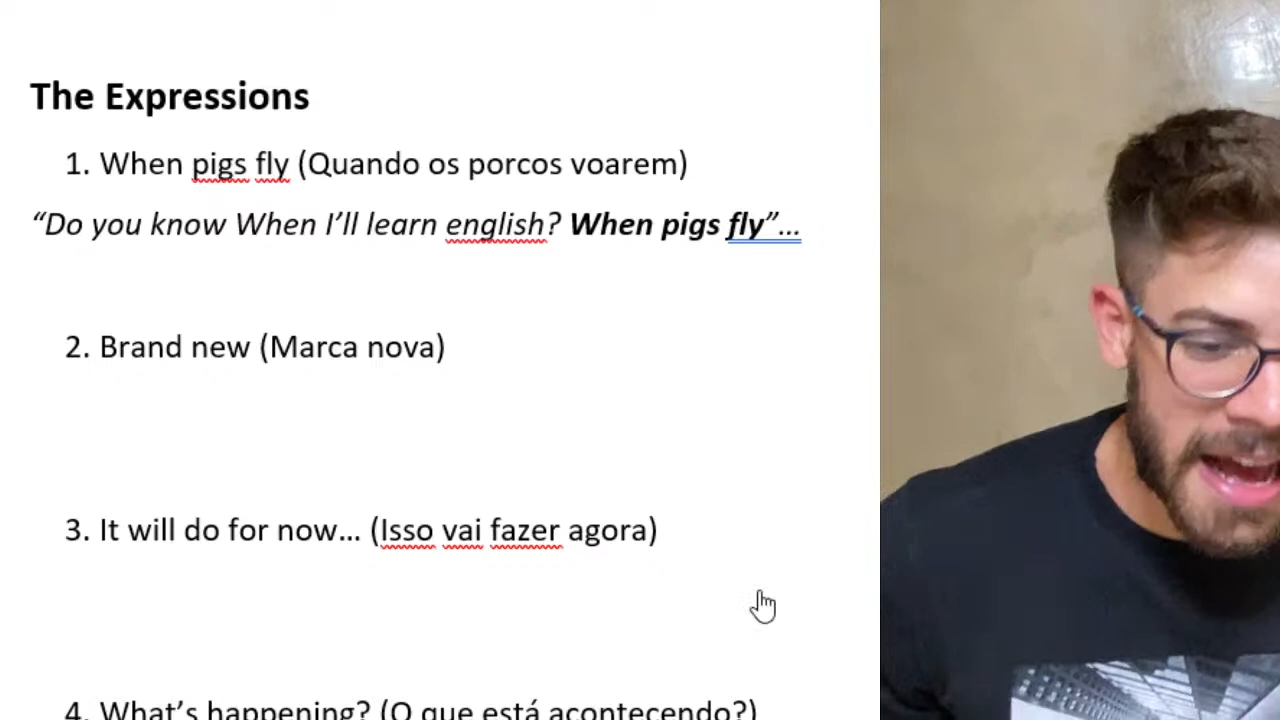 The Expressions
1. When pigs fly (Quando os porcos voarem)
“Do you know When I’ll learn english? When pigs fly”...
2. Brand new (Marca nova)
3. It will do for now... (Isso vai fazer agora)
4. What’s happening? (O que está acontecendo?)